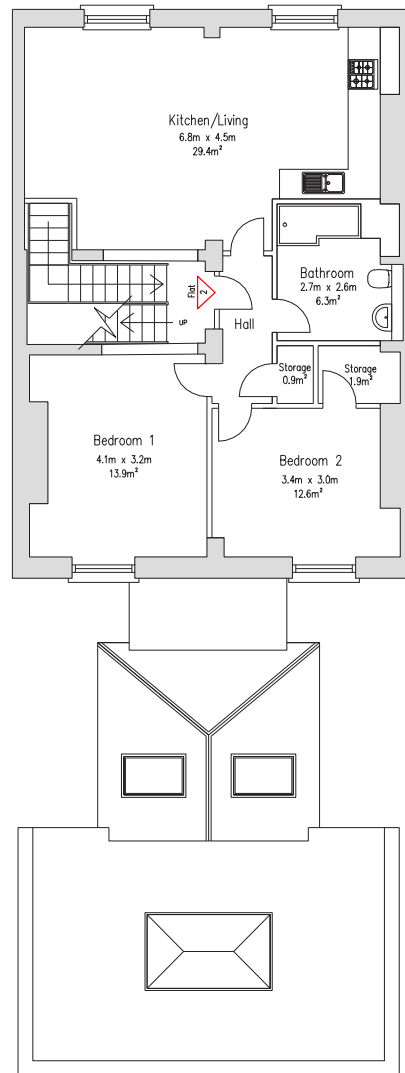 Kitchen/Living
6.8m x 4.5m
29.4m²
Bathroom
2.7m x 2.6m
6.3m²
Flat
2
UP
Hall
Storage
0.9m²
Storage
1.9m²
Bedroom 1
4.1m x 3.2m
13.9m²
Bedroom 2
3.4m x 3.0m
12.6m²